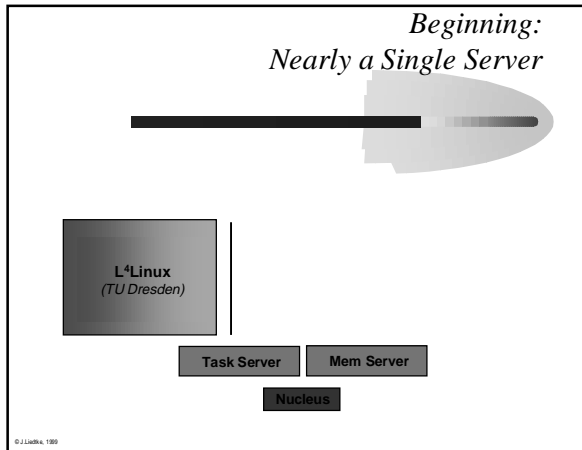 Beginning:
Nearly a Single Server
L⁴Linux
(TU Dresden)
Task Server Mem Server
Nucleus
© J.Liedtke, 1999